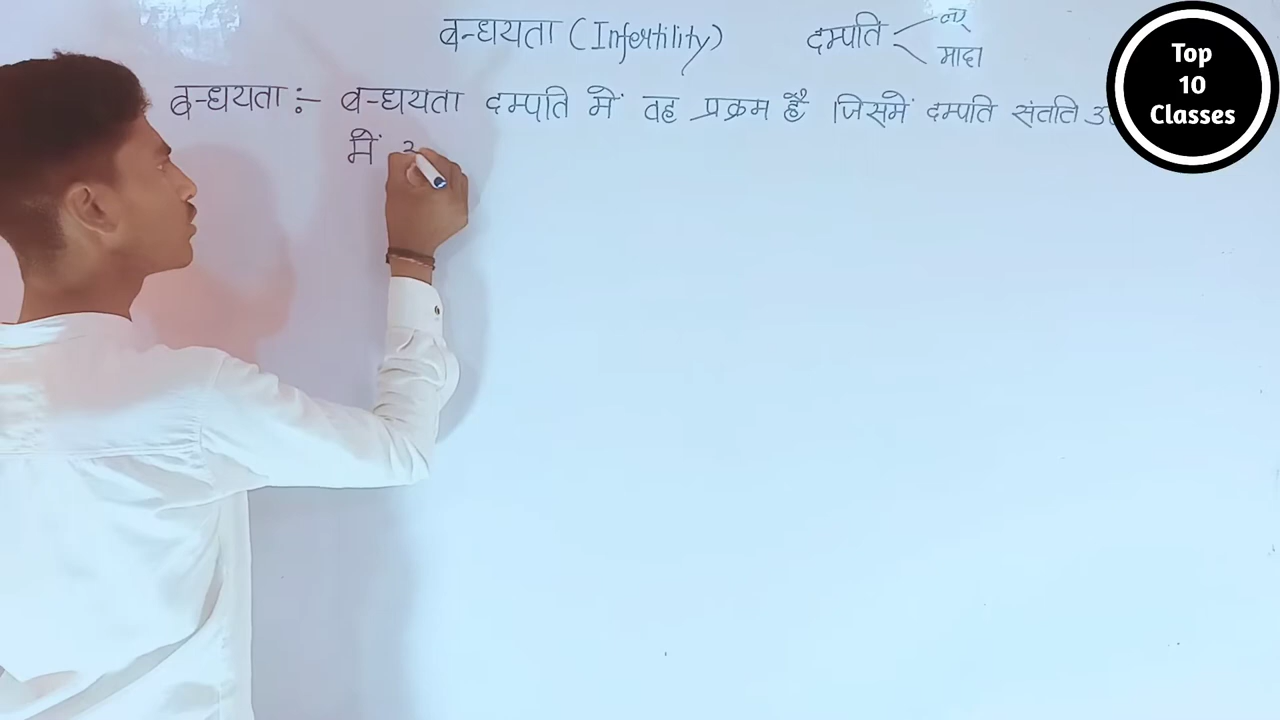 बन्धयता (Infertility)
दम्पति
नर
मादा
बन्धयता :- बन्धयता दम्पति में वह प्रक्रम है जिसमें दम्पति संतति
में
Top
10
Classes